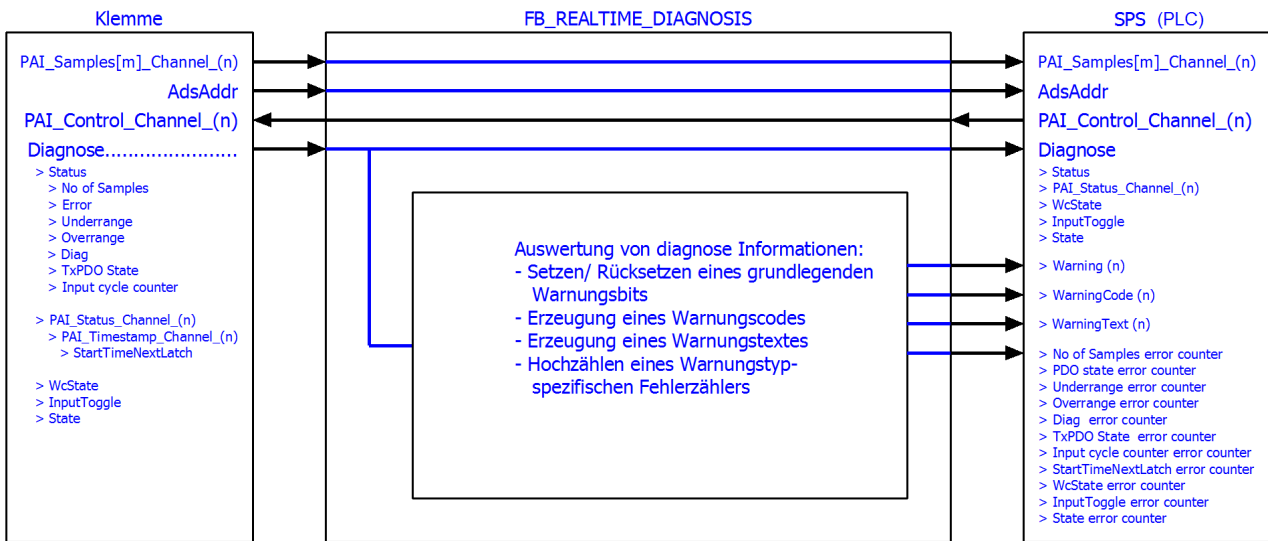 Klemme
PAI_Samples[m]_Channel_(n)
AdsAddr
PAI_Control_Channel_(n)
Diagnose........................
> Status
> No of Samples
> Error
> Underrange
> Overrange
> Diag
> TxPDO State
> Input cycle counter
> PAI_Status_Channel_(n)
> PAI_Timestamp_Channel_(n)
> StartTimeNextLatch
> WcState
> InputToggle
> State
FB_REALTIME_DIAGNOSIS
Auswertung von diagnose Informationen:
- Setzen/ Rücksetzen eines grundlegenden
Warnungsbits
- Erzeugung eines Warnungscodes
- Erzeugung eines Warnungstextes
- Hochzählen eines Warnungstyp-
spezifischen Fehlerzählers
SPS (PLC)
PAI_Samples[m]_Channel_(n)
AdsAddr
PAI_Control_Channel_(n)
Diagnose
> Status
> PAI_Status_Channel_(n)
> WcState
> InputToggle
> State
> Warning (n)
> WarningCode (n)
> WarningText (n)
> No of Samples error counter
> PDO state error counter
> Underrange error counter
> Overrange error counter
> Diag error counter
> TxPDO State error counter
> Input cycle counter error counter
> StartTimeNextLatch error counter
> WcState error counter
> InputToggle error counter
> State error counter